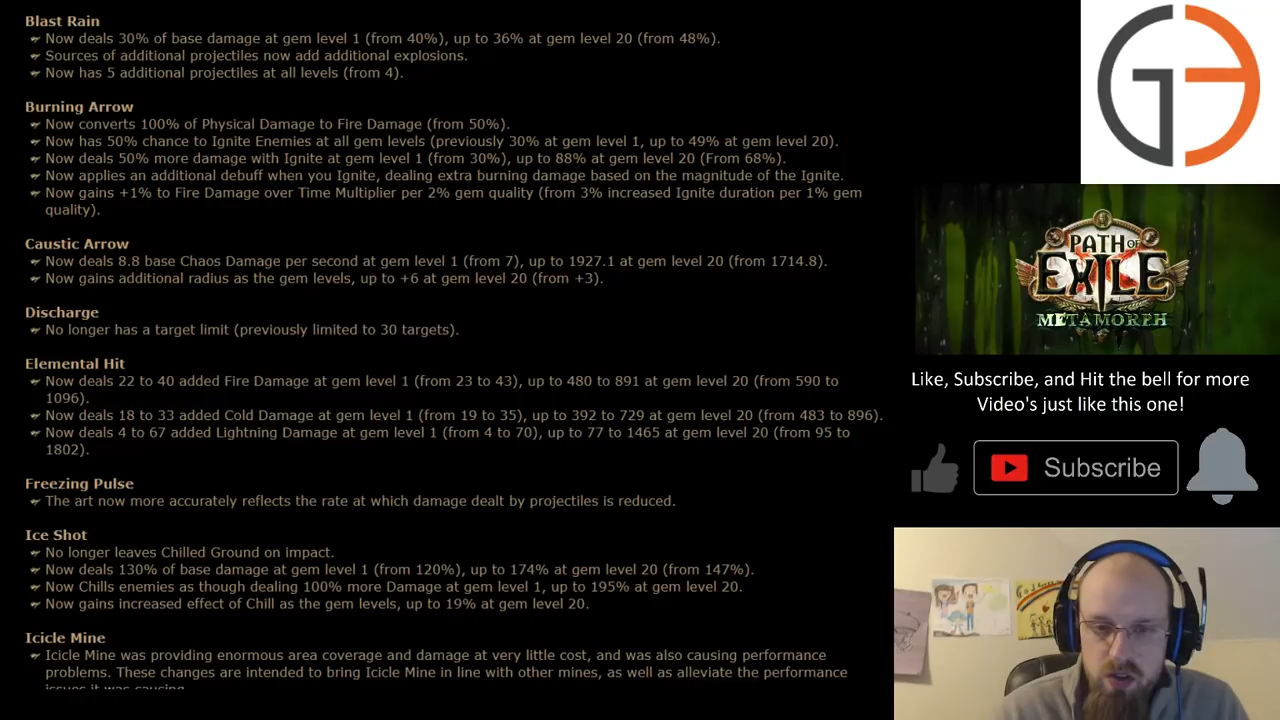 Blast Rain
Now deals 30% of base damage at gem level 1 (from 40%), up to 36% at gem level 20 (from 48%).
Sources of additional projectiles now add additional explosions.
Now has 5 additional projectiles at all levels (from 4).
Burning Arrow
Now converts 100% of Physical Damage to Fire Damage (from 50%).
Now has 50% chance to Ignite Enemies at all gem levels (previously 30% at gem level 1, up to 49% at gem level 20).
Now deals 50% more damage with Ignite at gem level 1 (from 30%), up to 88% at gem level 20 (From 68%).
Now applies an additional debuff when you Ignite, dealing extra burning damage based on the magnitude of the Ignite.
Now gains +1% to Fire Damage over Time Multiplier per 2% gem quality (from 3% increased Ignite duration per 1% gem
quality).
Caustic Arrow
Now deals 8.8 base Chaos Damage per second at gem level 1 (from 7), up to 1927.1 at gem level 20 (from 1714.8).
Now gains additional radius as the gem levels, up to +6 at gem level 20 (from +3).
Discharge
No longer has a target limit (previously limited to 30 targets).
Elemental Hit
Now deals 22 to 40 added Fire Damage at gem level 1 (from 23 to 43), up to 480 to 891 at gem level 20 (from 590 to
1096).
Now deals 18 to 33 added Cold Damage at gem level 1 (from 19 to 35), up to 392 to 729 at gem level 20 (from 483 to 896).
Now deals 4 to 67 added Lightning Damage at gem level 1 (from 4 to 70), up to 77 to 1465 at gem level 20 (from 95 to
1802).
Freezing Pulse
The art now more accurately reflects the rate at which damage dealt by projectiles is reduced.
Ice Shot
No longer leaves Chilled Ground on impact.
Now deals 130% of base damage at gem level 1 (from 120%), up to 174% at gem level 20 (from 147%).
Now Chills enemies as though dealing 100% more Damage at gem level 1, up to 195% at gem level 20.
Now gains increased effect of Chill as the gem levels, up to 19% at gem level 20.
Icicle Mine
Icicle Mine was providing enormous area coverage and damage at very little cost, and was also causing performance
problems. These changes are intended to bring Icicle Mine in line with other mines, as well as alleviate the performance
issues it was causing.
GE
PATH OF
EXILE
METAMORPH
Like, Subscribe, and Hit the bell for more
Video's just like this one!
Subscribe